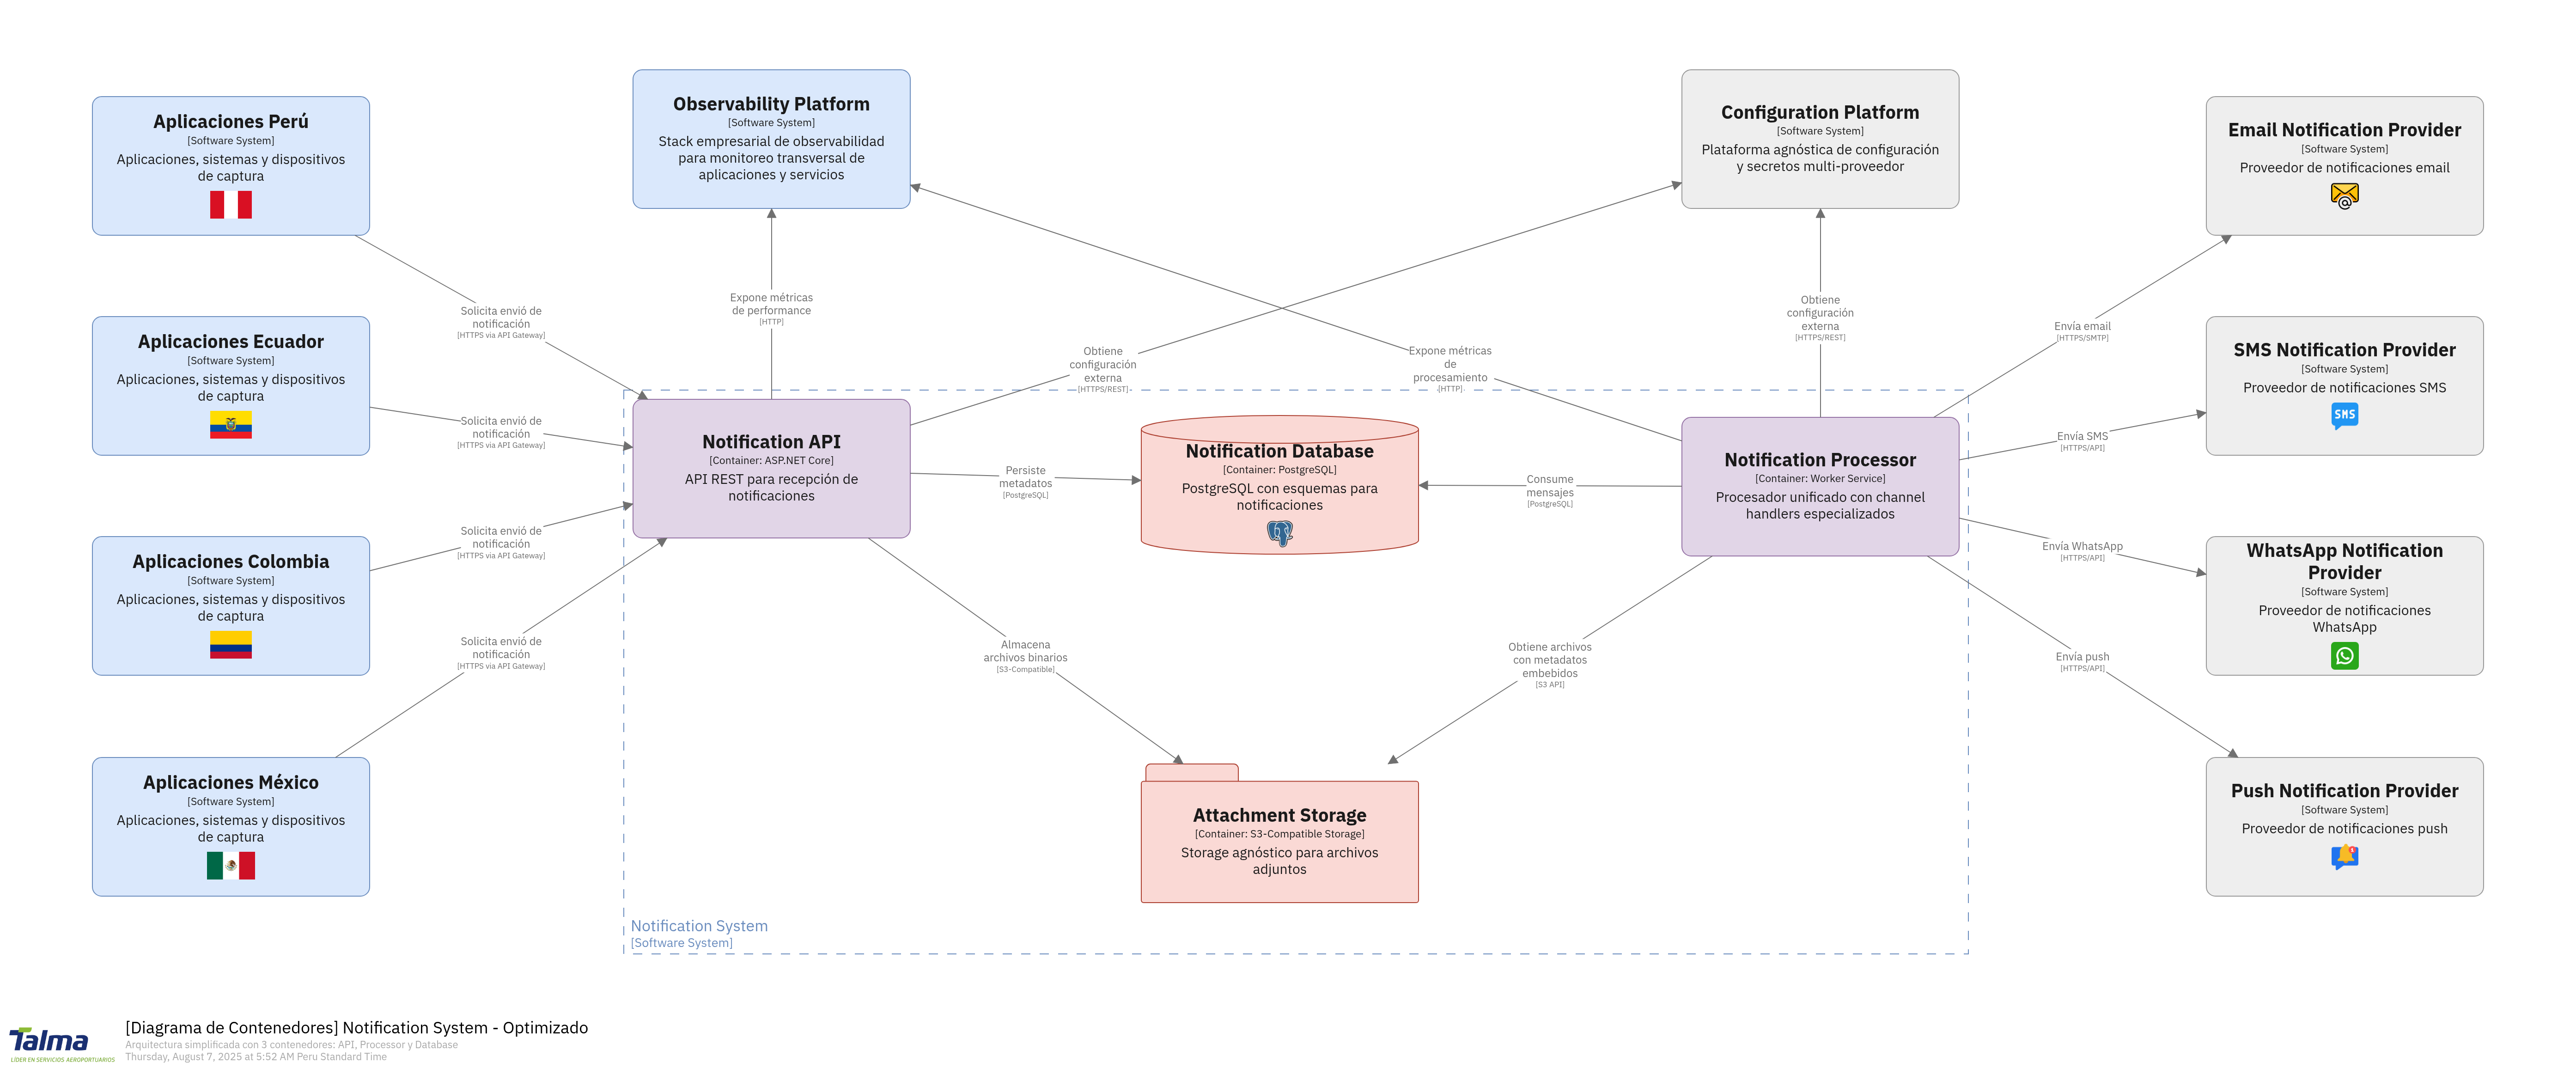 Aplicaciones Perú
[Software System]
Aplicaciones, sistemas y dispositivos
de captura
Aplicaciones Ecuador
[Software System]
Aplicaciones, sistemas y dispositivos
de captura
Aplicaciones Colombia
[Software System]
Aplicaciones, sistemas y dispositivos
de captura
Aplicaciones México
[Software System]
Aplicaciones, sistemas y dispositivos
de captura
Solicita envió de
notificación
[HTTPS via API Gateway]
Solicita envió de
notificación
[HTTPS via API Gateway]
Solicita envió de
notificación
[HTTPS via API Gateway]
Solicita envió de
notificación
[HTTPS via API Gateway]
Observability Platform
[Software System]
Stack empresarial de observabilidad
para monitoreo transversal de
aplicaciones y servicios
Expone métricas
de performance
[HTTP]
Notification API
[Container: ASP.NET Core]
API REST para recepción de
notificaciones
Obtiene
configuración
externa
[HTTPS/REST]
Persiste
metadatos
[PostgreSQL]
Almacena
archivos binarios
[S3-Compatible]
Notification Database
[Container: PostgreSQL]
PostgreSQL con esquemas para
notificaciones
Attachment Storage
[Container: S3-Compatible Storage]
Storage agnóstico para archivos
adjuntos
Expone métricas
de
procesamiento
[HTTP]
Consume
mensajes
[PostgreSQL]
Obtiene archivos
con metadatos
embebidos
[S3 API]
Configuration Platform
[Software System]
Plataforma agnóstica de configuración
y secretos multi-proveedor
Obtiene
configuración
externa
[HTTPS/REST]
Notification Processor
[Container: Worker Service]
Procesador unificado con channel
handlers especializados
Envía email
[HTTPS/SMTP]
Envía SMS
[HTTPS/API]
Envía WhatsApp
[HTTPS/API]
Envía push
[HTTPS/API]
Email Notification Provider
[Software System]
Proveedor de notificaciones email
SMS Notification Provider
[Software System]
Proveedor de notificaciones SMS
SMS
WhatsApp Notification
Provider
[Software System]
Proveedor de notificaciones
WhatsApp
Push Notification Provider
[Software System]
Proveedor de notificaciones push
Notification System
[Software System]
Talma
LÍDER EN SERVICIOS AEROPORTUARIOS
[Diagrama de Contenedores] Notification System - Optimizado
Arquitectura simplificada con 3 contenedores: API, Processor y Database
Thursday, August 7, 2025 at 5:52 AM Peru Standard Time